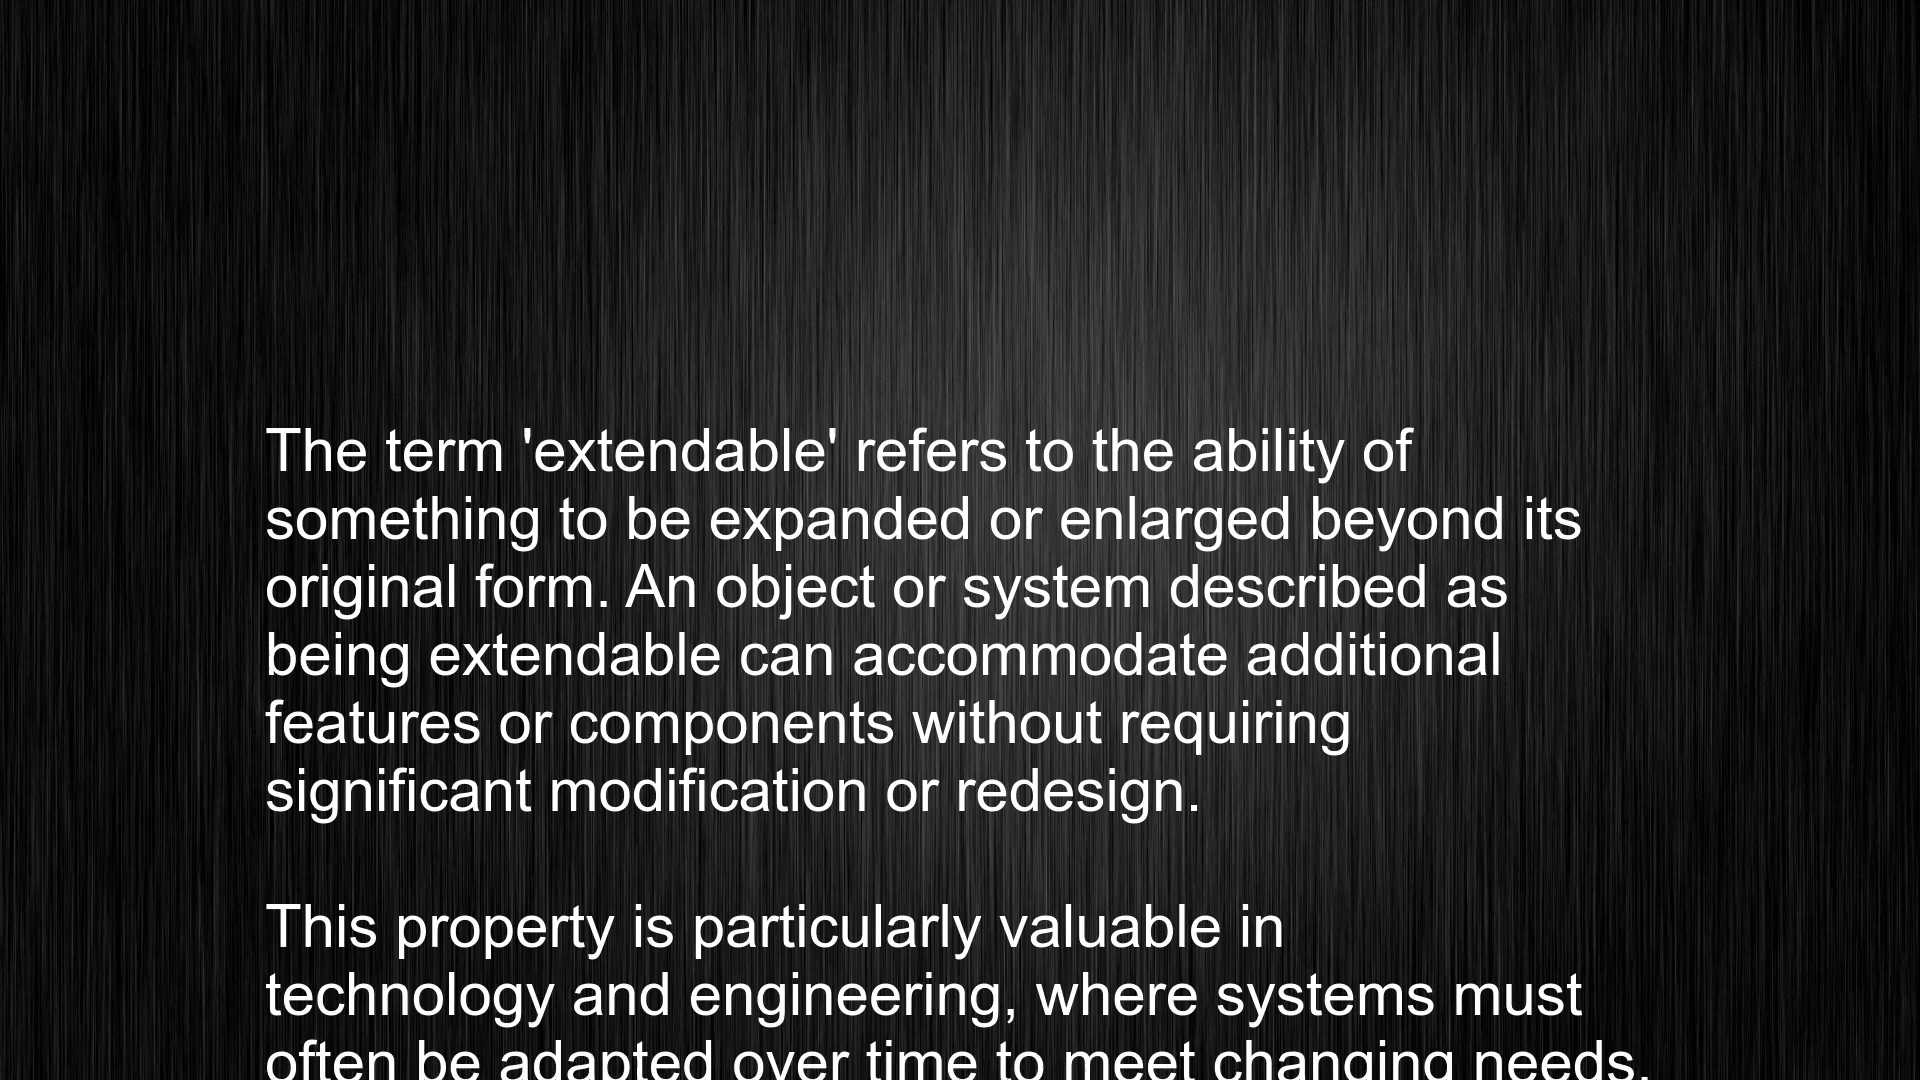 The term 'extendable' refers to the ability of
something to be expanded or enlarged beyond its
original form. An object or system described as
being extendable can accommodate additional
features or components without requiring
significant modification or redesign.
This property is particularly valuable in
technology and engineering, where systems must
often be adapted over time to meet changing needs.